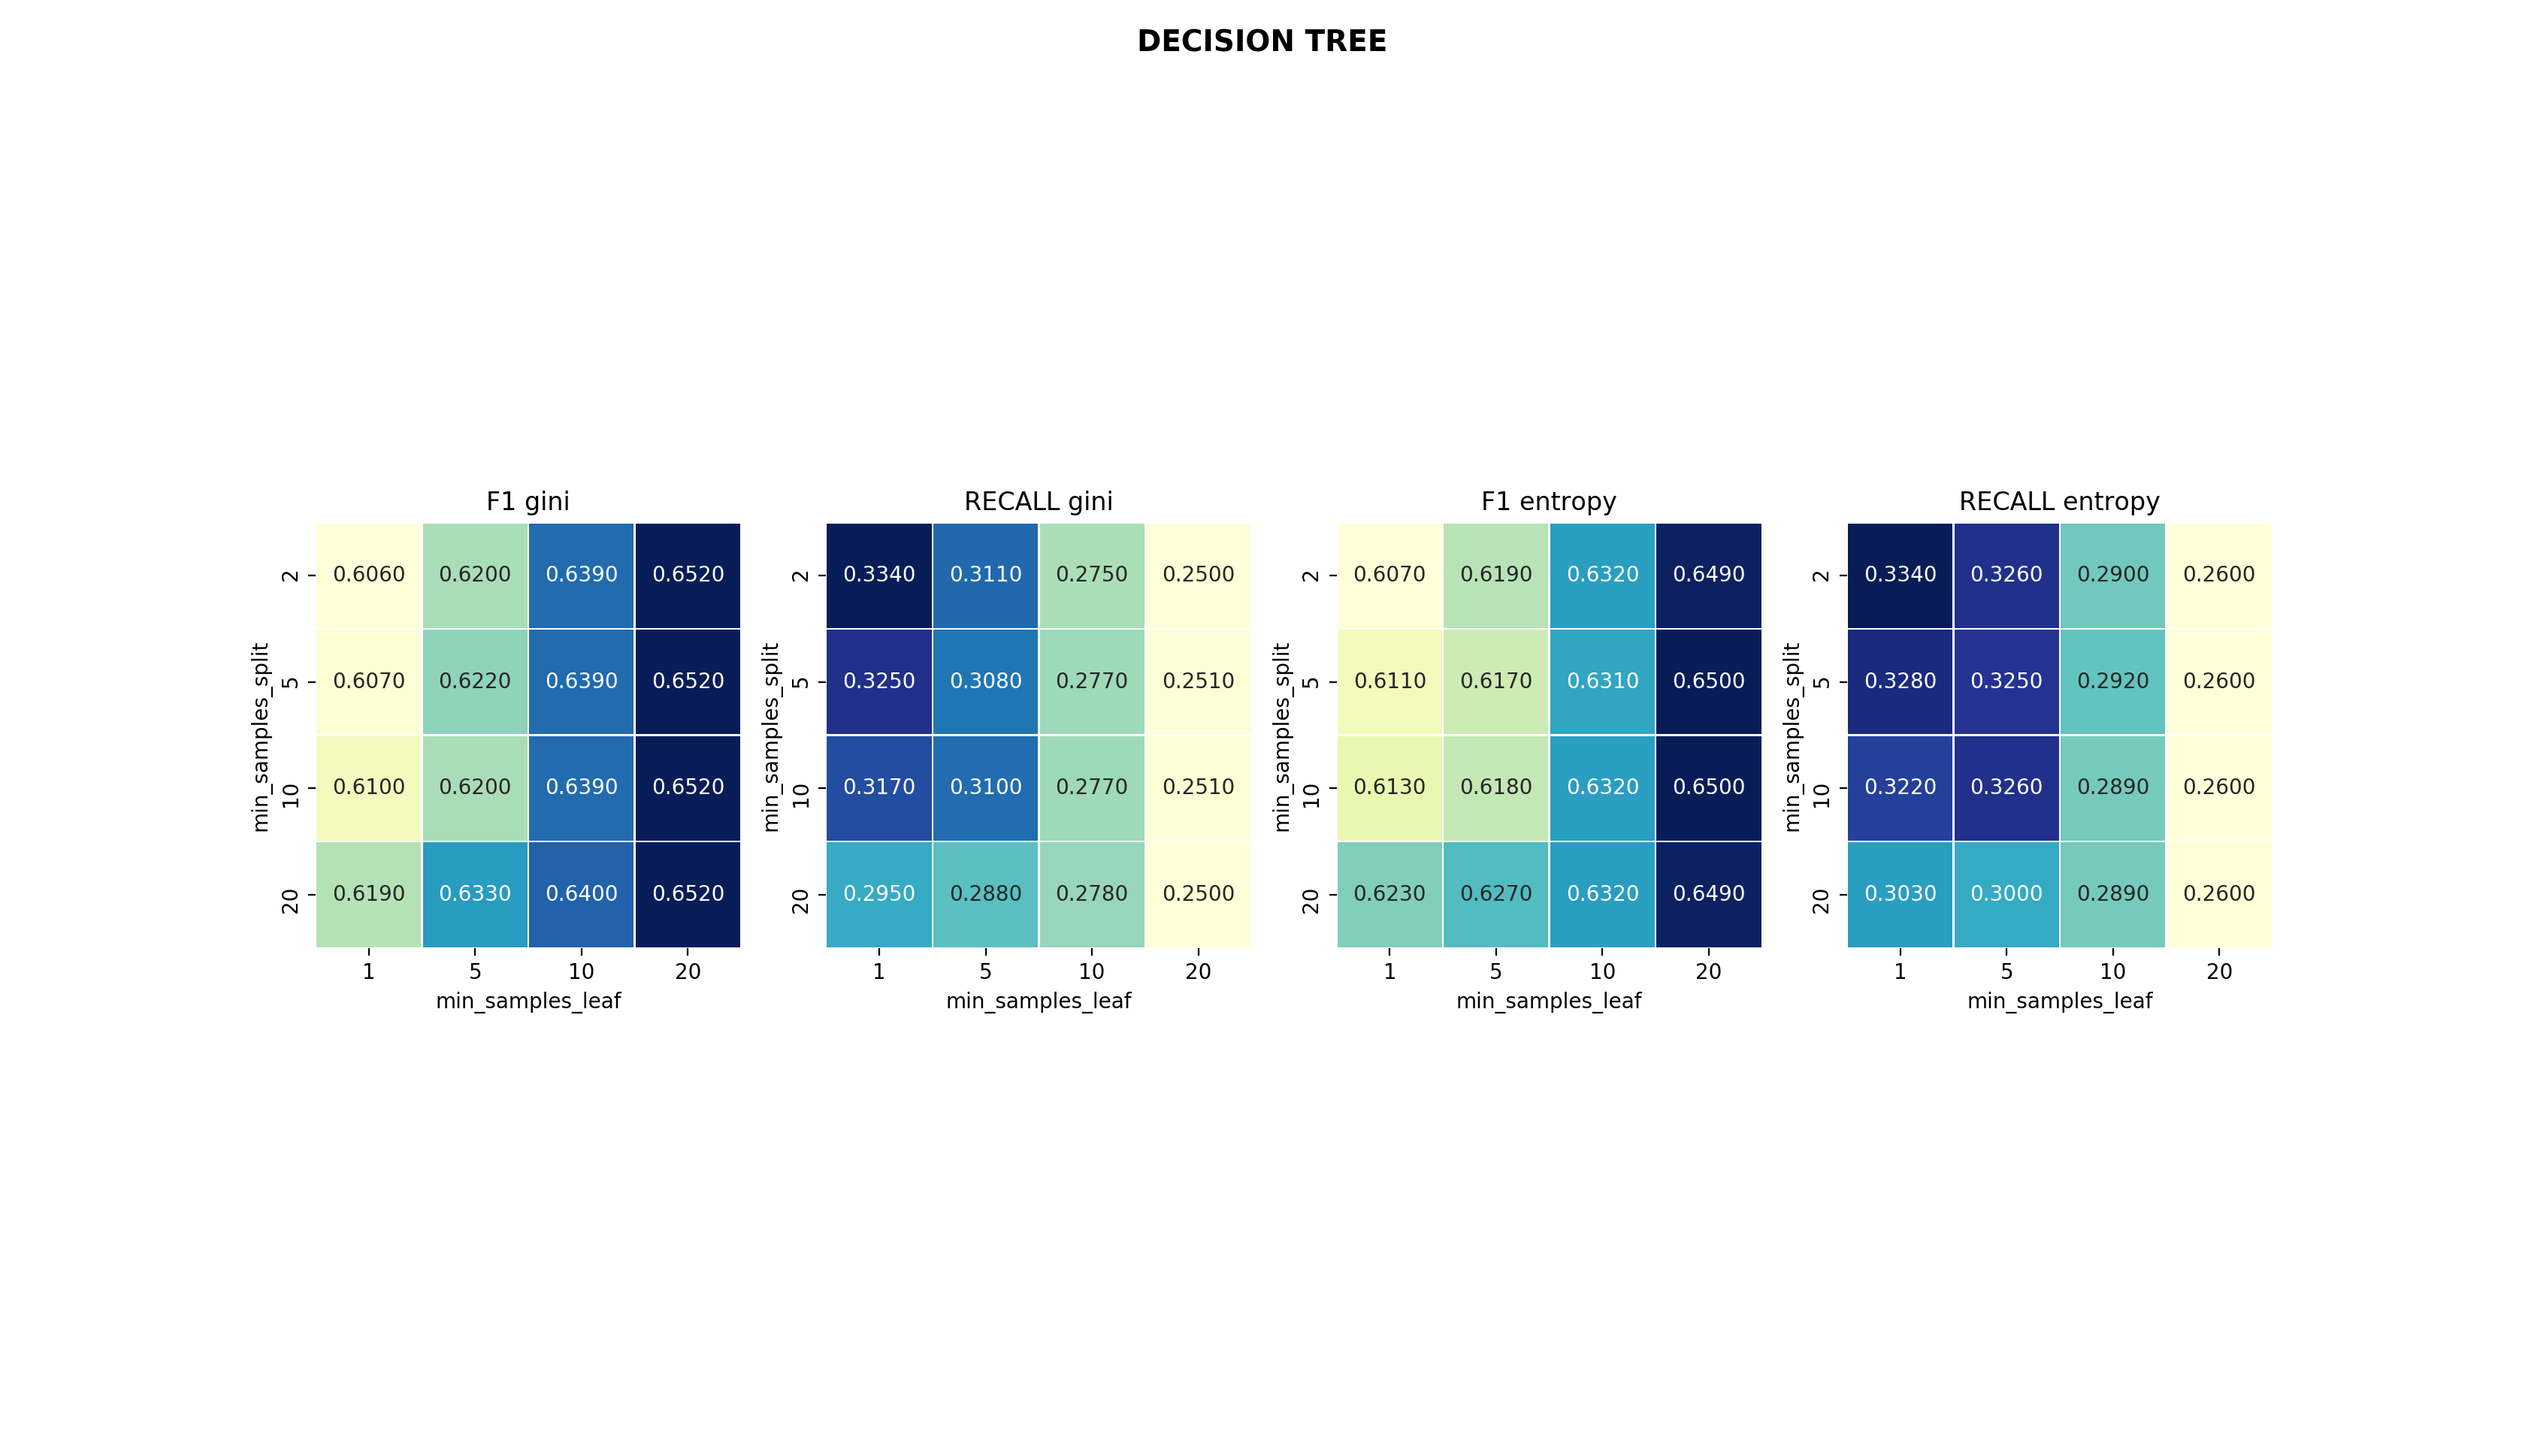 DECISION TREE
F1 gini
min_samples_split
2 0.6060 0.6200 0.6390 0.6520
5 0.6070 0.6220 0.6390 0.6520
10 0.6100 0.6200 0.6390 0.6520
20 0.6190 0.6330 0.6400 0.6520
1 5 10 20
min_samples_leaf
RECALL gini
min_samples_split
2 0.3340 0.3110 0.2750 0.2500
5 0.3250 0.3080 0.2770 0.2510
10 0.3170 0.3100 0.2770 0.2510
20 0.2950 0.2880 0.2780 0.2500
1 5 10 20
min_samples_leaf
F1 entropy
min_samples_split
2 0.6070 0.6190 0.6320 0.6490
5 0.6110 0.6170 0.6310 0.6500
10 0.6130 0.6180 0.6320 0.6500
20 0.6230 0.6270 0.6320 0.6490
1 5 10 20
min_samples_leaf
RECALL entropy
min_samples_split
2 0.3340 0.3260 0.2900 0.2600
5 0.3280 0.3250 0.2920 0.2600
10 0.3220 0.3260 0.2890 0.2600
20 0.3030 0.3000 0.2890 0.2600
1 5 10 20
min_samples_leaf